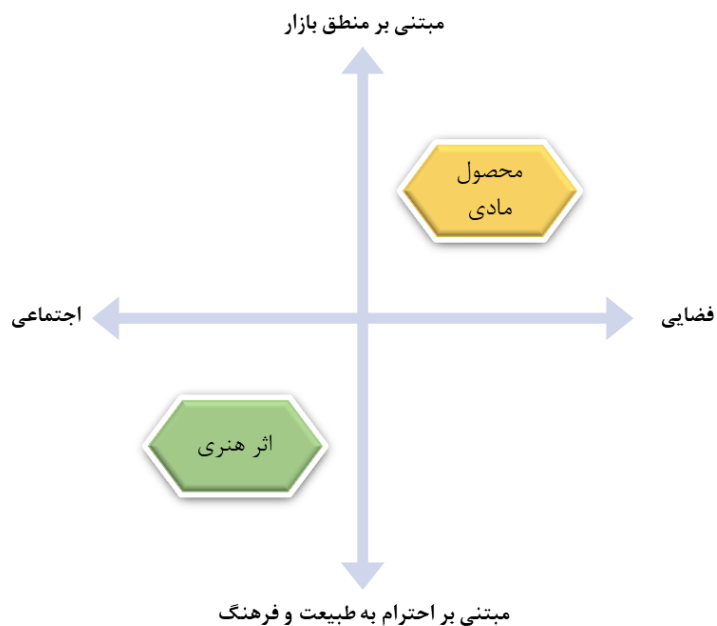 مبتنی بر منطق بازار
محصول
مادی
فضایی
اجتماعی
اثر هنری
مبتنی بر احترام به طبیعت و فرهنگ